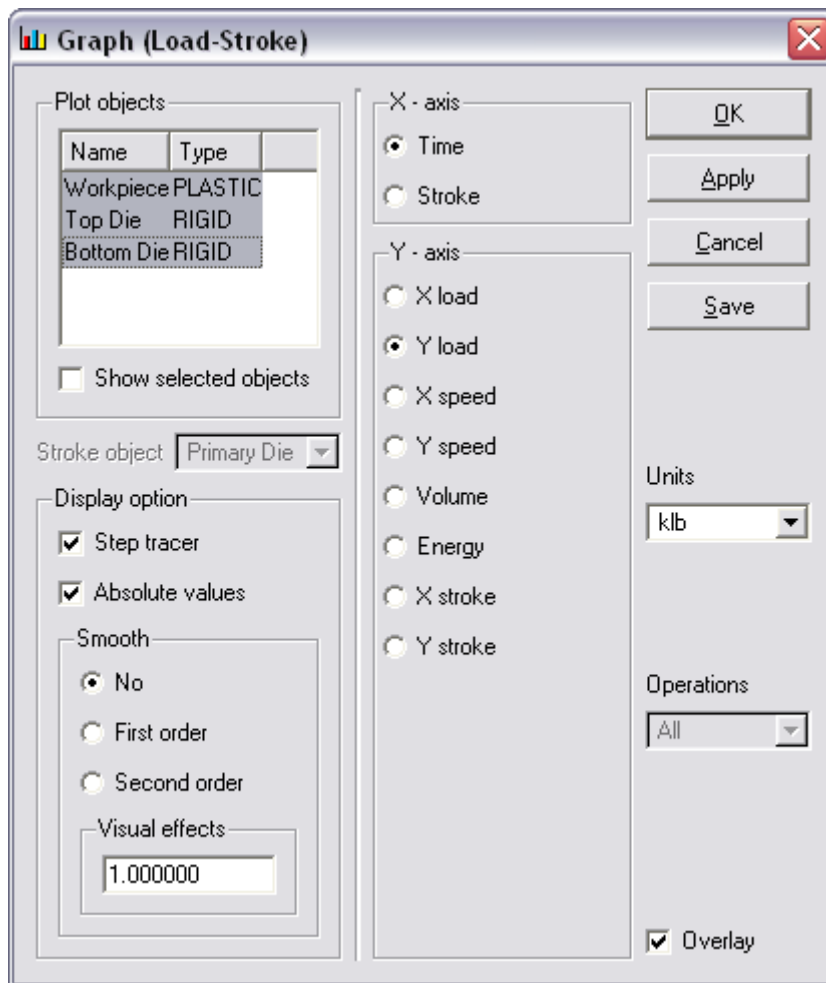 Graph (Load-Stroke)
Plot objects
Name Type
Workpiece PLASTIC
Top Die RIGID
Bottom Die RIGID
Show selected objects
Stroke object Primary Die
Display option
Step tracer
Absolute values
Smooth
No
First order
Second order
Visual effects
1.000000
X - axis
Time
Stroke
Y - axis
X load
Y load
X speed
Y speed
Volume
Energy
X stroke
Y stroke
OK
Apply
Cancel
Save
Units
klb
Operations
All
Overlay